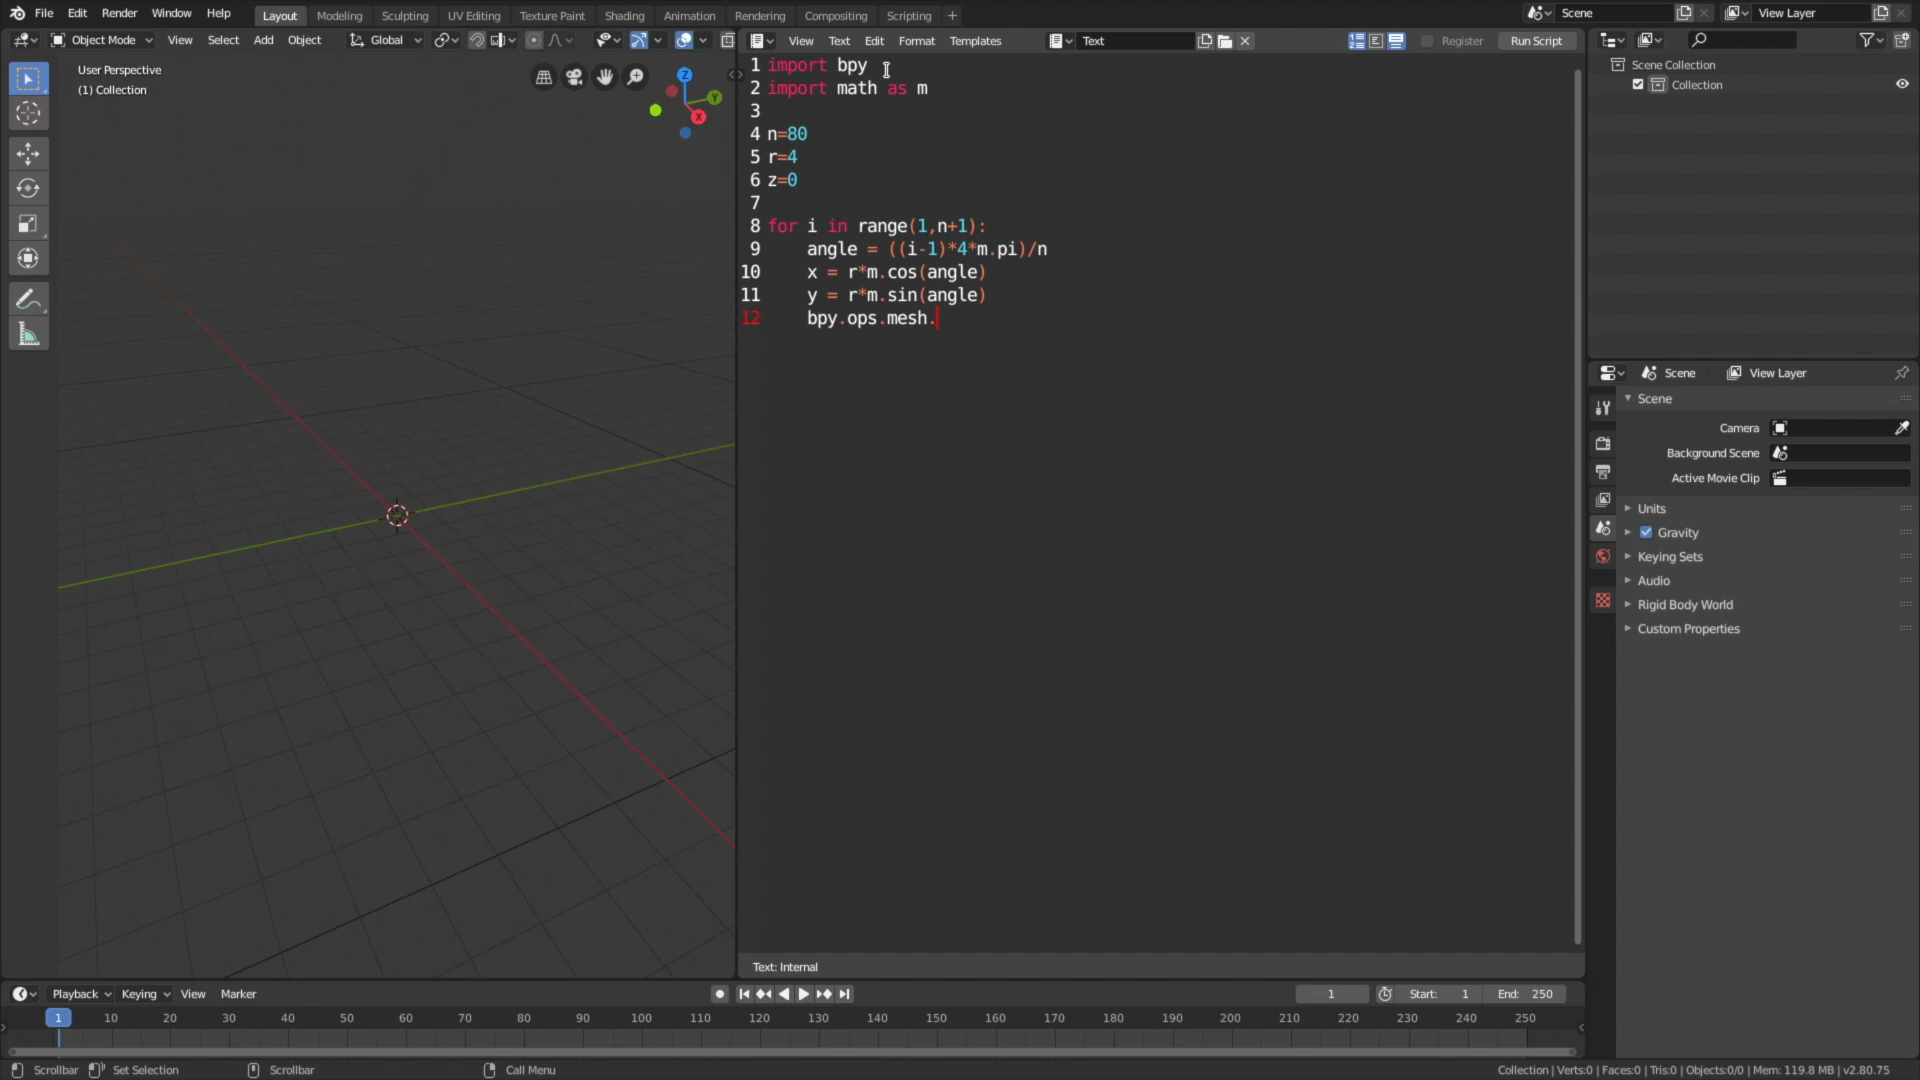 File Edit Render Window Help Layout Modeling Sculpting UV Editing Texture Paint Shading Animation Rendering Compositing Scripting + Scene View Layer
Object Mode View Select Add Object Global
View Text Edit Format Templates Text Register Run Script
User Perspective
(1) Collection
Z
Y
X
1 import bpy
2 import math as m
3
4 n=80
5 r=4
6 z=0
7
8 for i in range(1,n+1):
9 angle = ((i-1)*4*m.pi)/n
10 x = r*m.cos(angle)
11 y = r*m.sin(angle)
12 bpy.ops.mesh.
Text: Internal
Scene Collection
Collection
Scene View Layer
Scene
Camera
Background Scene
Active Movie Clip
Units
Gravity
Keying Sets
Audio
Rigid Body World
Custom Properties
Playback Keying View Marker 1 Start: 1 End: 250
1 10 20 30 40 50 60 70 80 90 100 110 120 130 140 150 160 170 180 190 200 210 220 230 240 250
Scrollbar Set Selection Scrollbar Call Menu Collection | Verts:0 | Faces:0 | Tris:0 | Objects:0/0 | Mem: 119.8 MB | v2.80.75